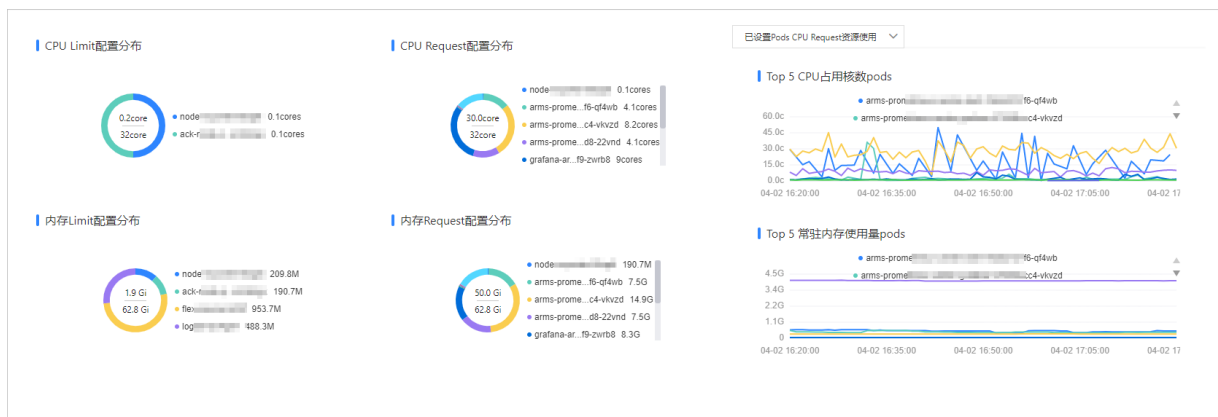 CPU Limit配置分布
0.2core
32core
node 0.1cores
ack-r 0.1cores
CPU Request配置分布
30.0core
32core
node 0.1cores
arms-prome...f6-qf4wb 4.1cores
arms-prome...c4-vkvzd 8.2cores
arms-prome...d8-22vnd 4.1cores
grafana-ar...f9-zwrb8 9cores
已设置Pods CPU Request资源使用
Top 5 CPU占用核数pods
arms-pron f6-qf4wb
arms-prome c4-vkvzd
60.0c
45.0c
30.0c
15.0c
0.0c
04-02 16:20:00 04-02 16:35:00 04-02 16:50:00 04-02 17:05:00 04-02 17
内存Limit配置分布
1.9 Gi
62.8 Gi
node 209.8M
ack- 190.7M
flex 953.7M
log 488.3M
内存Request配置分布
50.0 Gi
62.8 Gi
node 190.7M
arms-prome...f6-qf4wb 7.5G
arms-prome...c4-vkvzd 14.9G
arms-prome...d8-22vnd 7.5G
grafana-ar...f9-zwrb8 8.3G
Top 5 常驻内存使用量pods
arms-prome f6-qf4wb
arms-prome c4-vkvzd
4.5G
3.4G
2.2G
1.1G
0
04-02 16:20:00 04-02 16:35:00 04-02 16:50:00 04-02 17:05:00 04-02 17